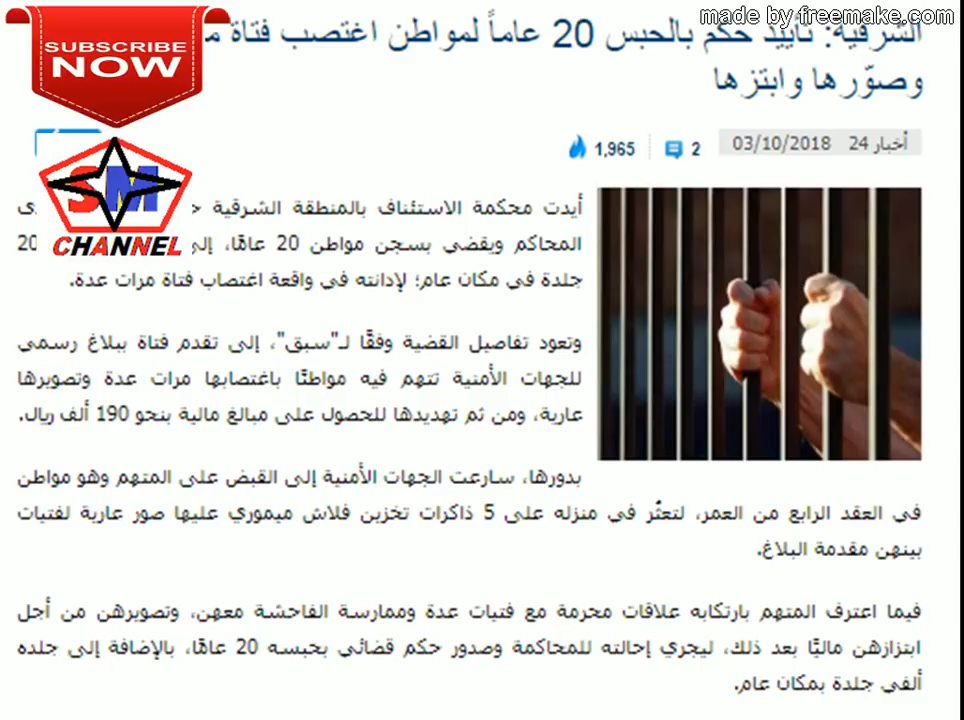 made by freemake.com
SUBSCRIBE
NOW
الشرقية: تأييد حكم بالحبس 20 عاماً لمواطن اغتصب فتاة
وصوّرها وابتزها
أخبار 24 03/10/2018
2
1,965
SM
CHANNEL
أيدت محكمة الاستئناف بالمنطقة الشرقية
المحاكم ويقضي بسجن مواطن 20 عامًا، إلى 20
جلدة في مكان عام؛ لإدانته في واقعة اغتصاب فتاة مرات عدة.
وتعود تفاصيل القضية وفقًا لـ"سبق"، إلى تقدم فتاة ببلاغ رسمي
للجهات الأمنية تتهم فيه مواطنًا باغتصابها مرات عدة وتصويرها
عارية، ومن ثم تهديدها للحصول على مبالغ مالية بنحو 190 ألف ريال.
بدورها، سارعت الجهات الأمنية إلى القبض على المتهم وهو مواطن
في العقد الرابع من العمر، لتعثُر في منزله على 5 ذاكرات تخزين فلاش ميموري عليها صور عارية لفتيات
بينهن مقدمة البلاغ.
فيما اعترف المتهم بارتكابه علاقات محرمة مع فتيات عدة وممارسة الفاحشة معهن، وتصويرهن من أجل
ابتزازهن ماليًا بعد ذلك، ليجري إحالته للمحاكمة وصدور حكم قضائي بحبسه 20 عامًا، بالإضافة إلى جلده
ألفي جلدة بمكان عام.